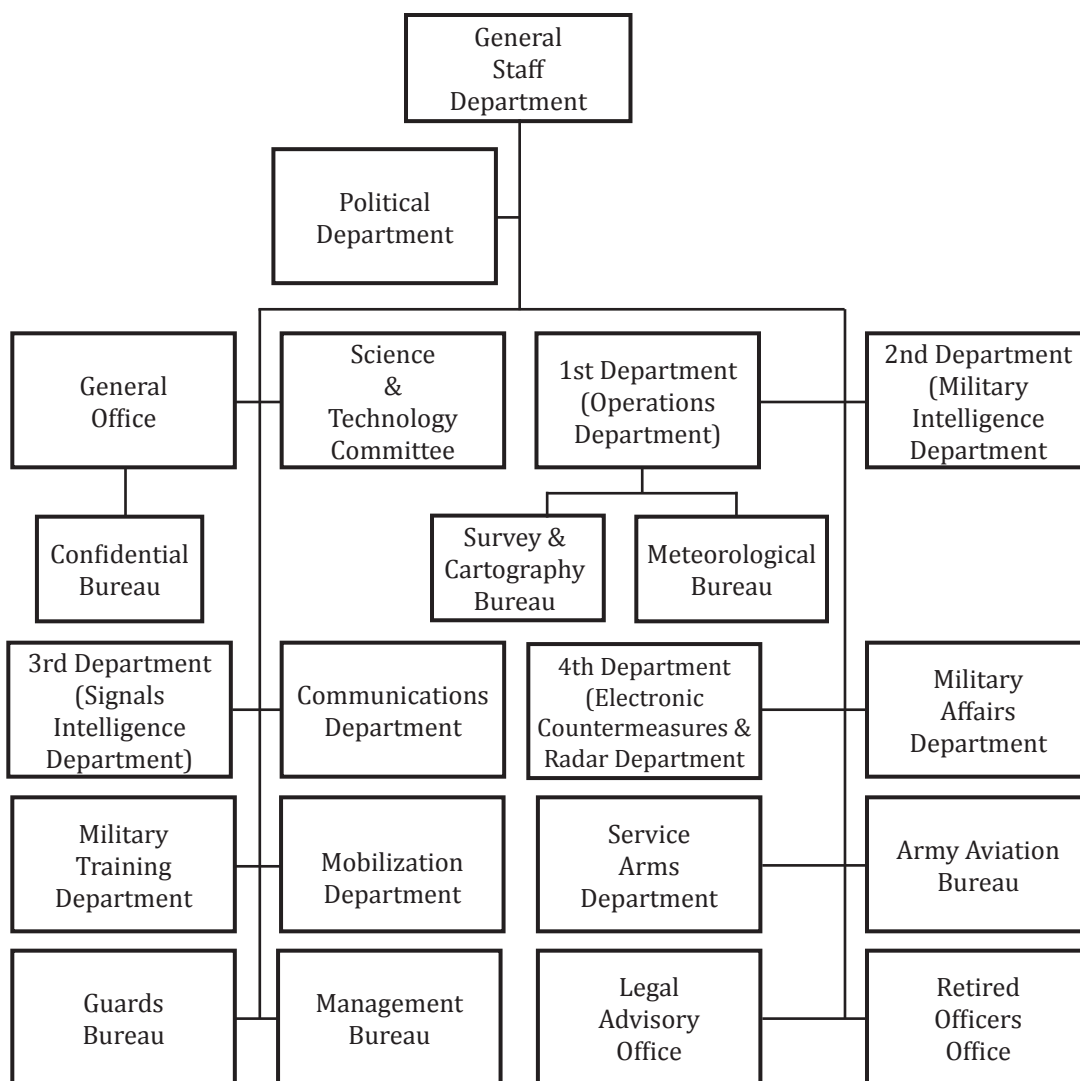 General
Staff
Department
Political
Department
General
Office
Science
&
Technology
Committee
1st Department
(Operations
Department)
2nd Department
(Military
Intelligence
Department
Confidential
Bureau
Survey &
Cartography
Bureau
Meteorological
Bureau
3rd Department
(Signals
Intelligence
Department)
Communications
Department
4th Department
(Electronic
Countermeasures &
Radar Department
Military
Affairs
Department
Military
Training
Department
Mobilization
Department
Service
Arms
Department
Army Aviation
Bureau
Guards
Bureau
Management
Bureau
Legal
Advisory
Office
Retired
Officers
Office